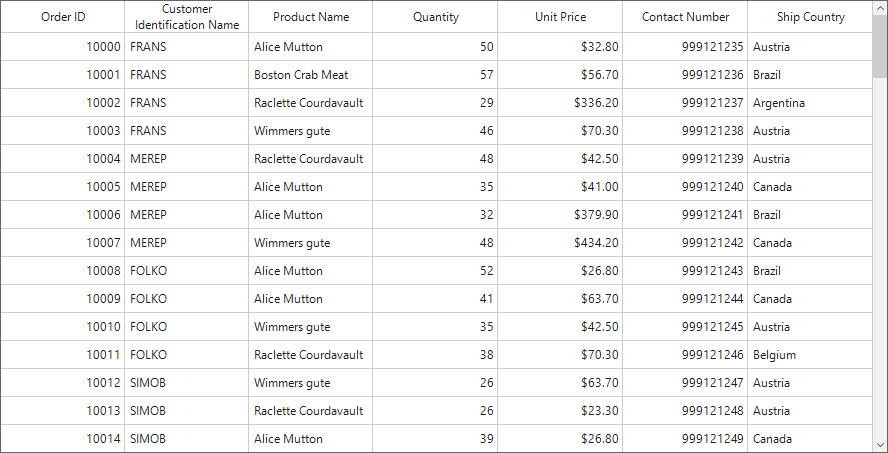 Order ID Customer Identification Name Product Name Quantity Unit Price Contact Number Ship Country
10000 FRANS Alice Mutton 50 $32.80 999121235 Austria
10001 FRANS Boston Crab Meat 57 $56.70 999121236 Brazil
10002 FRANS Raclette Courdavault 29 $336.20 999121237 Argentina
10003 FRANS Wimmers gute 46 $70.30 999121238 Austria
10004 MEREP Raclette Courdavault 48 $42.50 999121239 Austria
10005 MEREP Alice Mutton 35 $41.00 999121240 Canada
10006 MEREP Alice Mutton 32 $379.90 999121241 Brazil
10007 MEREP Wimmers gute 48 $434.20 999121242 Canada
10008 FOLKO Alice Mutton 52 $26.80 999121243 Brazil
10009 FOLKO Alice Mutton 41 $63.70 999121244 Canada
10010 FOLKO Wimmers gute 35 $42.50 999121245 Austria
10011 FOLKO Raclette Courdavault 38 $70.30 999121246 Belgium
10012 SIMOB Wimmers gute 26 $63.70 999121247 Austria
10013 SIMOB Raclette Courdavault 26 $23.30 999121248 Austria
10014 SIMOB Alice Mutton 39 $26.80 999121249 Canada